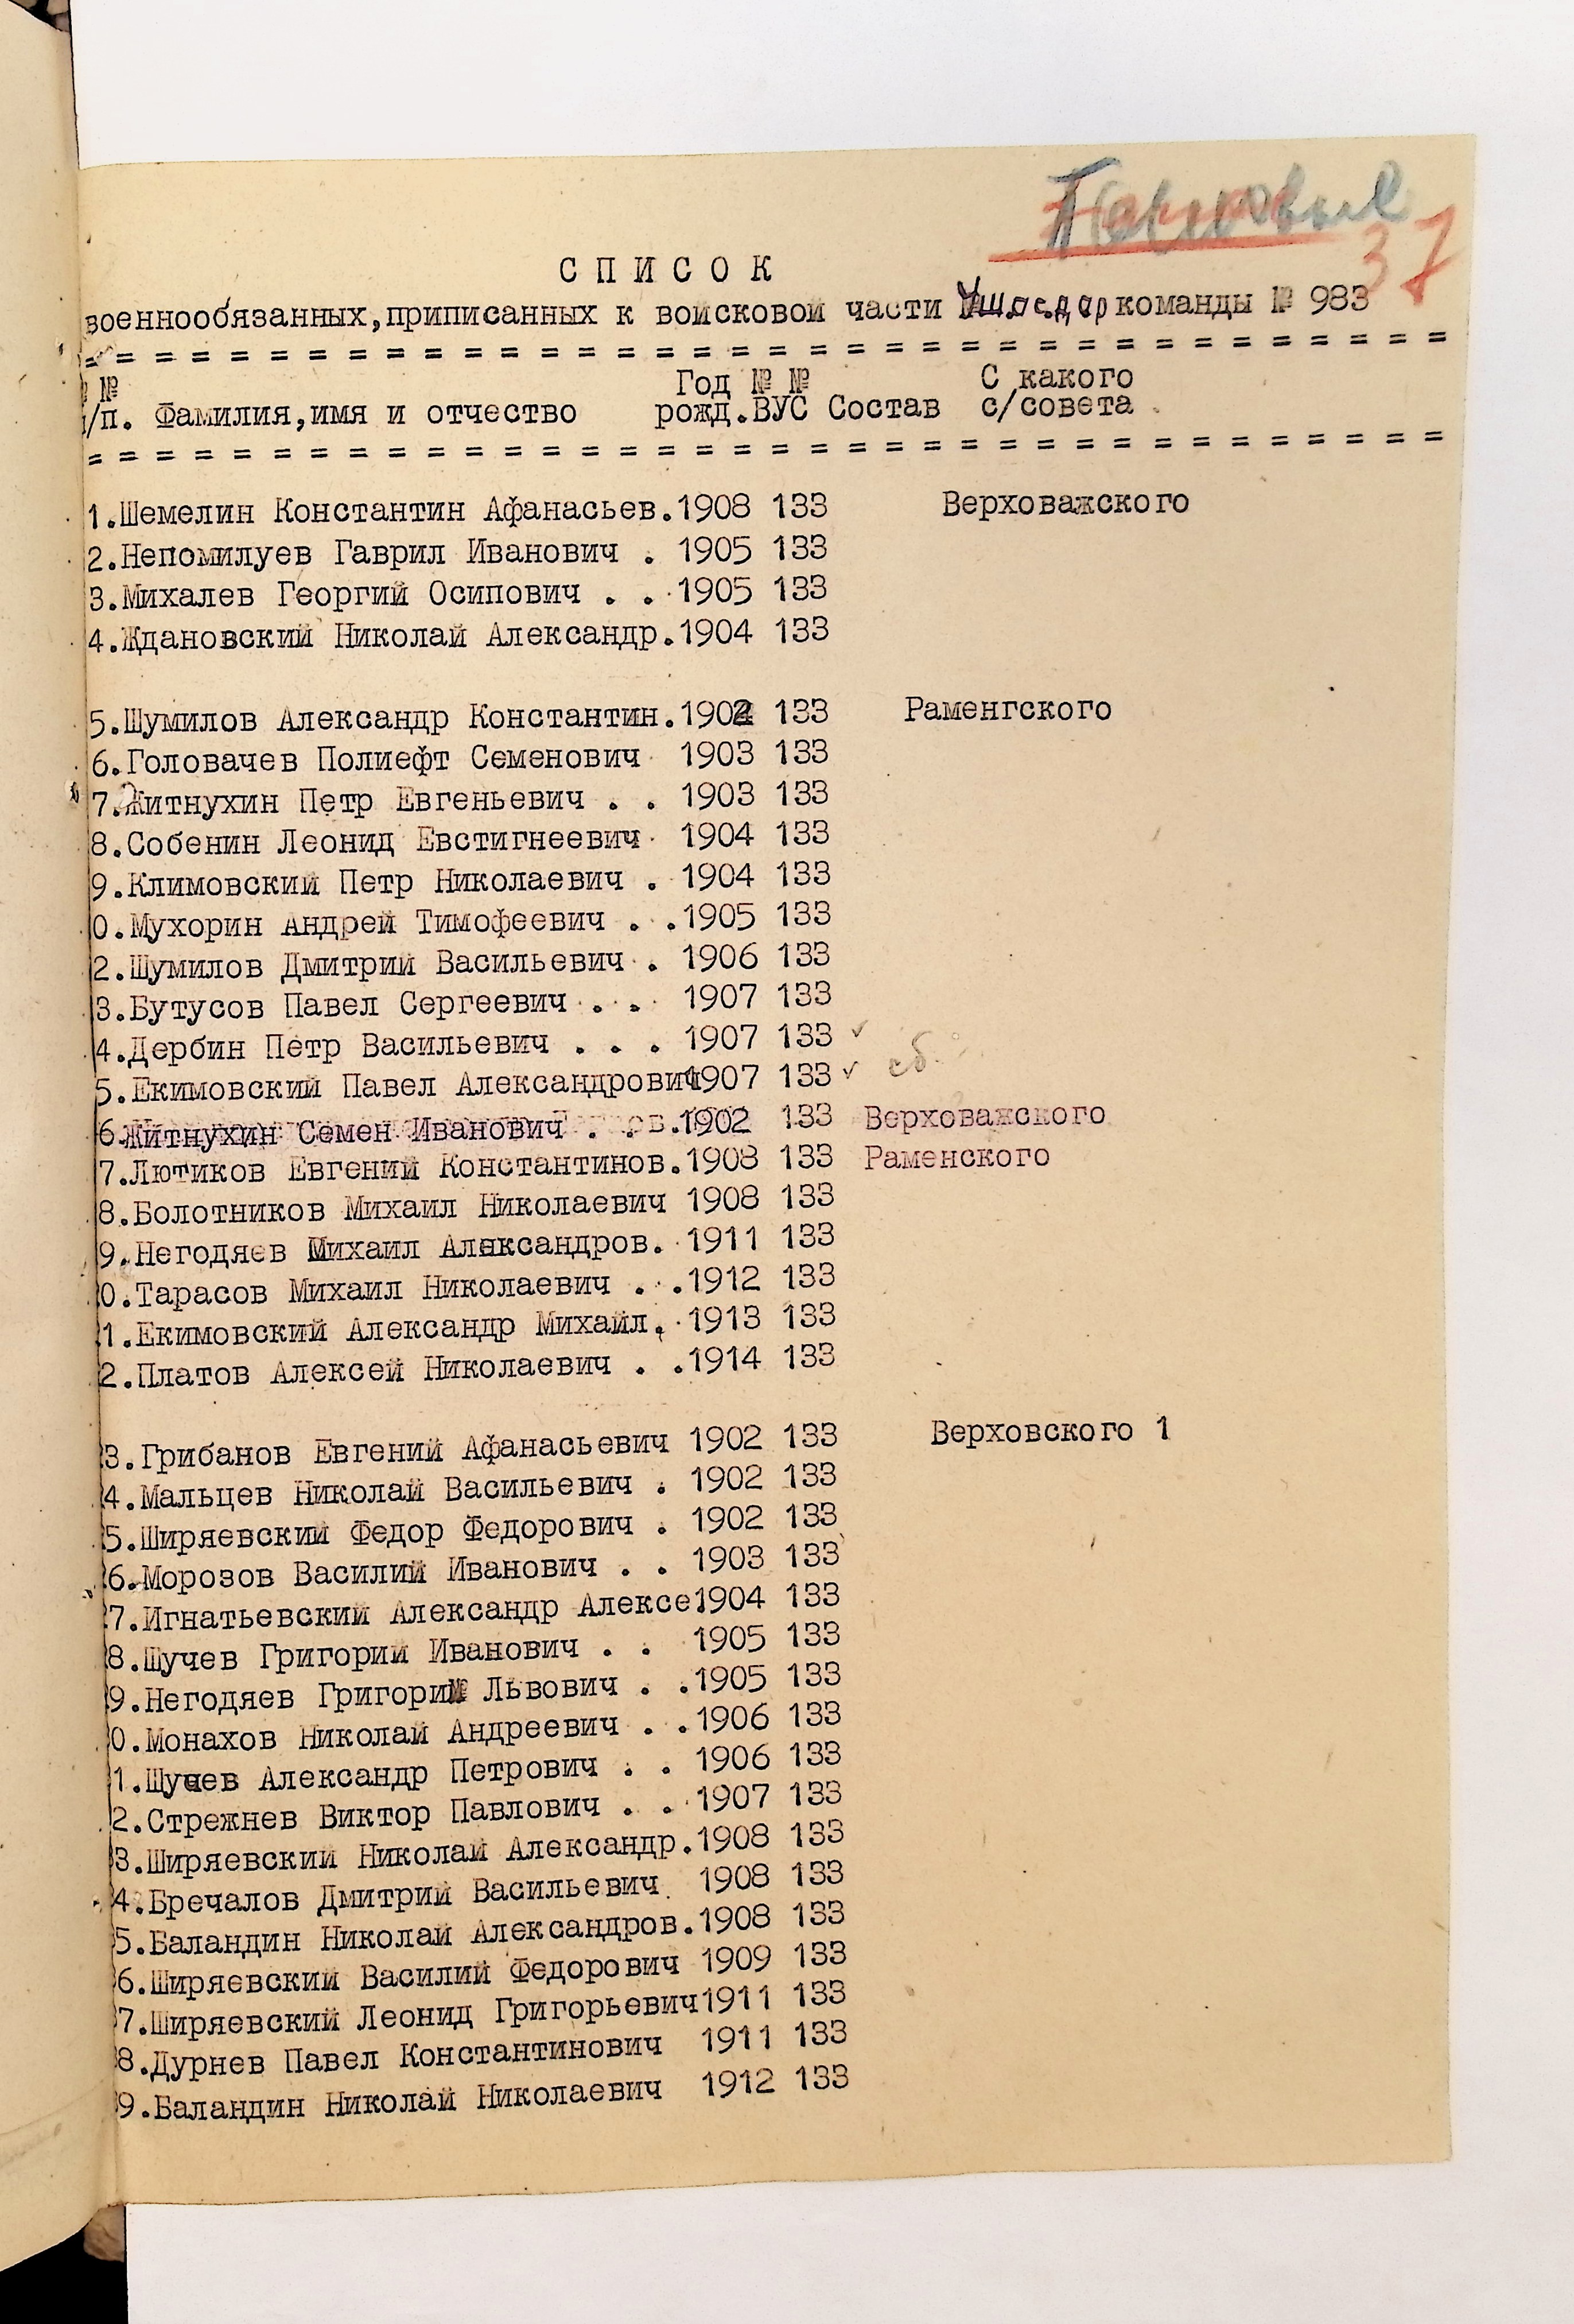 37
СПИСОК
военнообязанных,приписанных к войсковой части команды № 983
= = = = = = = = = = = = = = = = = = = = = = = = = = = = = = = = = = = =
№ Год № № С какого
/п. Фамилия,имя и отчество рожд.ВУС Состав с/совета
= = = = = = = = = = = = = = = = = = = = = = = = = = = = = = = = = = = =
1.Шемелин Константин Афанасьев.1908 133 Верховажского
2.Непомилуев Гаврил Иванович . 1905 133
3.Михалев Георгий Осипович . . 1905 133
4.Ждановский Николай Александр.1904 133
5.Шумилов Александр Константин.1902 133 Раменгского
6.Головачев Полиефт Семенович 1903 133
7.Житнухин Петр Евгеньевич . . 1903 133
8.Собенин Леонид Евстигнеевич 1904 133
9.Климовский Петр Николаевич . 1904 133
0.Мухорин Андрей Тимофеевич . .1905 133
2.Шумилов Дмитрий Васильевич . 1906 133
3.Бутусов Павел Сергеевич . . 1907 133
4.Дербин Петр Васильевич . . . 1907 133 ✓
5.Екимовский Павел Александрович1907 133 ✓ сб.
6.Житнухин Семен Иванович . . .1902 133 Верховажского
7.Лютиков Евгений Константинов.1908 133 Раменского
8.Болотников Михаил Николаевич 1908 133
9.Негодяев Михаил Александров. 1911 133
0.Тарасов Михаил Николаевич . .1912 133
1.Екимовский Александр Михайл. 1913 133
2.Платов Алексей Николаевич . .1914 133
3.Грибанов Евгений Афанасьевич 1902 133 Верховского 1
4.Мальцев Николай Васильевич . 1902 133
5.Ширяевский Федор Федорович . 1902 133
6.Морозов Василий Иванович . . 1903 133
7.Игнатьевский Александр Алексе1904 133
8.Шучев Григорий Иванович . . 1905 133
9.Негодяев Григорий Львович . .1905 133
0.Монахов Николай Андреевич . .1906 133
1.Шучев Александр Петрович . . 1906 133
2.Стрежнев Виктор Павлович . . 1907 133
3.Ширяевский Николай Александр.1908 133
4.Бречалов Дмитрий Васильевич 1908 133
5.Баландин Николай Александров.1908 133
6.Ширяевский Василий Федорович 1909 133
7.Ширяевский Леонид Григорьевич1911 133
8.Дурнев Павел Константинович 1911 133
9.Баландин Николай Николаевич 1912 133